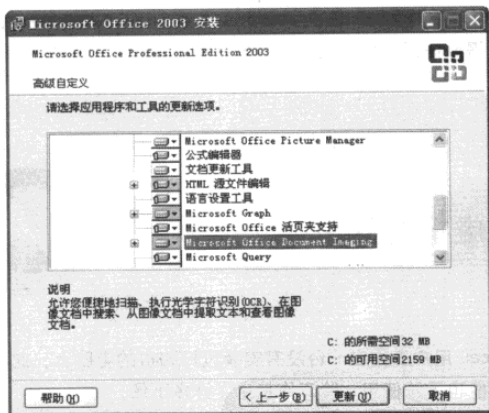 Microsoft Office 2003 安装
Microsoft Office Professional Edition 2003
高级自定义
请选择应用程序和工具的更新选项。
Microsoft Office Picture Manager
公式编辑器
文档更新工具
HTML 源文件编辑
语言设置工具
Microsoft Graph
Microsoft Office 活页夹支持
Microsoft Office Document Imaging
Microsoft Query
说明
允许您便捷地扫描、执行光学字符识别(OCR)、在图
像文档中搜索、从图像文档中提取文本和查看图像
文档。
C: 的所需空间32 MB
C: 的可用空间2159 MB
帮助(H)
< 上一步(B)
更新(U)
取消